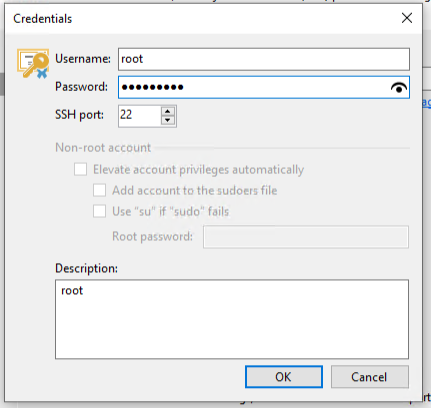 Credentials
Username: root
Password: ●●●●●●●●●
SSH port: 22
Non-root account
Elevate account privileges automatically
Add account to the sudoers file
Use "su" if "sudo" fails
Root password:
Description:
root
OK Cancel